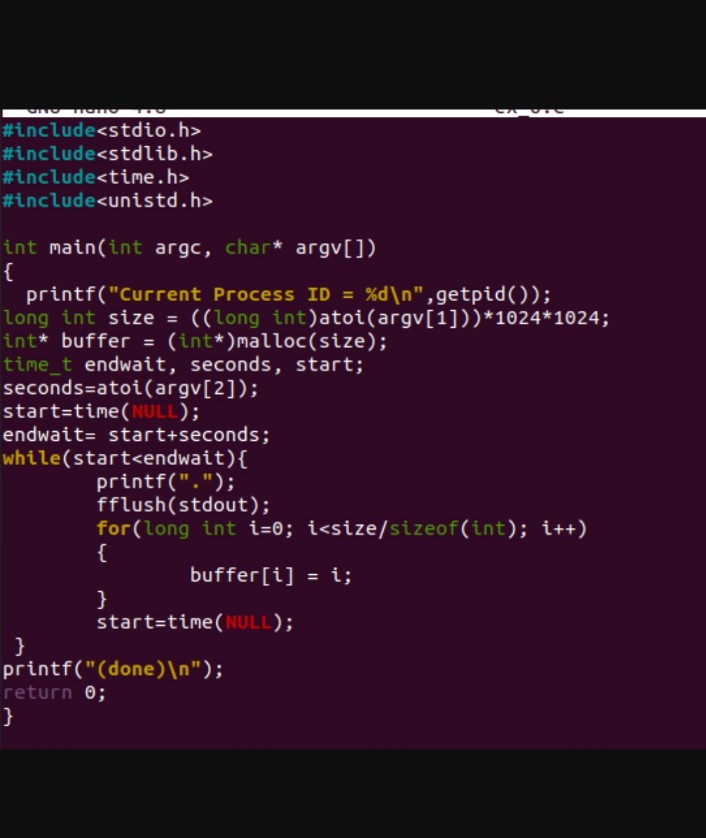 #include<stdio.h>
#include<stdlib.h>
#include<time.h>
#include<unistd.h>
int main(int argc, char* argv[])
{
printf("Current Process ID = %d\n",getpid());
long int size = ((long int)atoi(argv[1]))*1024*1024;
int* buffer = (int*)malloc(size);
time_t endwait, seconds, start;
seconds=atoi(argv[2]);
start=time(NULL);
endwait= start+seconds;
while(start<endwait){
printf(".");
fflush(stdout);
for(long int i=0; i<size/sizeof(int); i++)
{
buffer[i] = i;
}
start=time(NULL);
}
printf("(done)\n");
return 0;
}